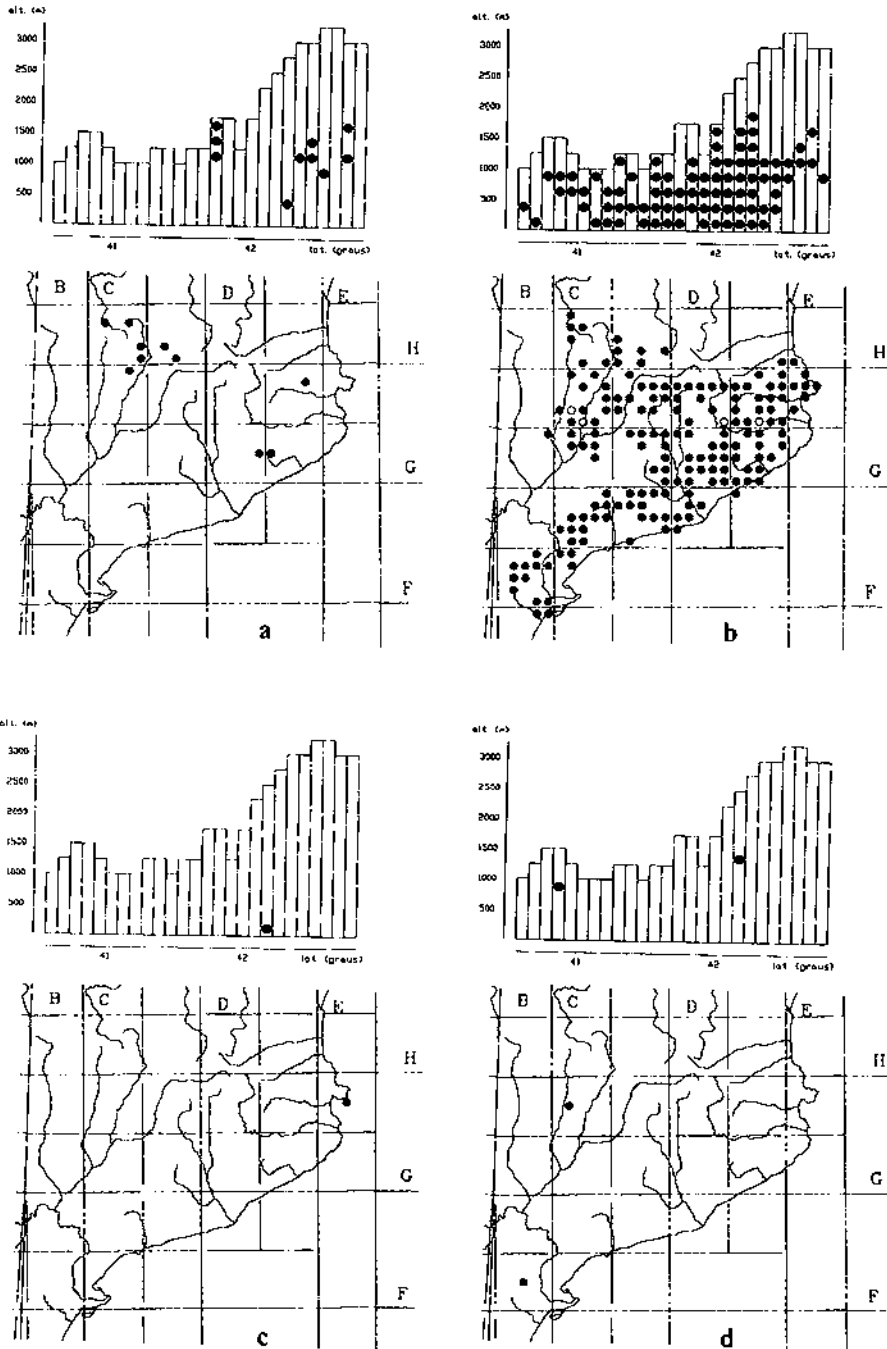 alt. (m)
3000
2500
2000
1500
1000
500
41
42
lat. (graus)
B
C
D
E
H
G
F
a
alt. (m)
3000
2500
2000
1500
1000
500
41
42
lat. (graus)
B
C
D
E
H
G
F
b
alt. (m)
3000
2500
2000
1500
1000
500
41
42
lat (graus)
B
C
D
E
H
G
F
c
alt. (m)
3000
2500
2000
1500
1000
500
41
42
lat (graus)
B
C
D
E
H
G
F
d